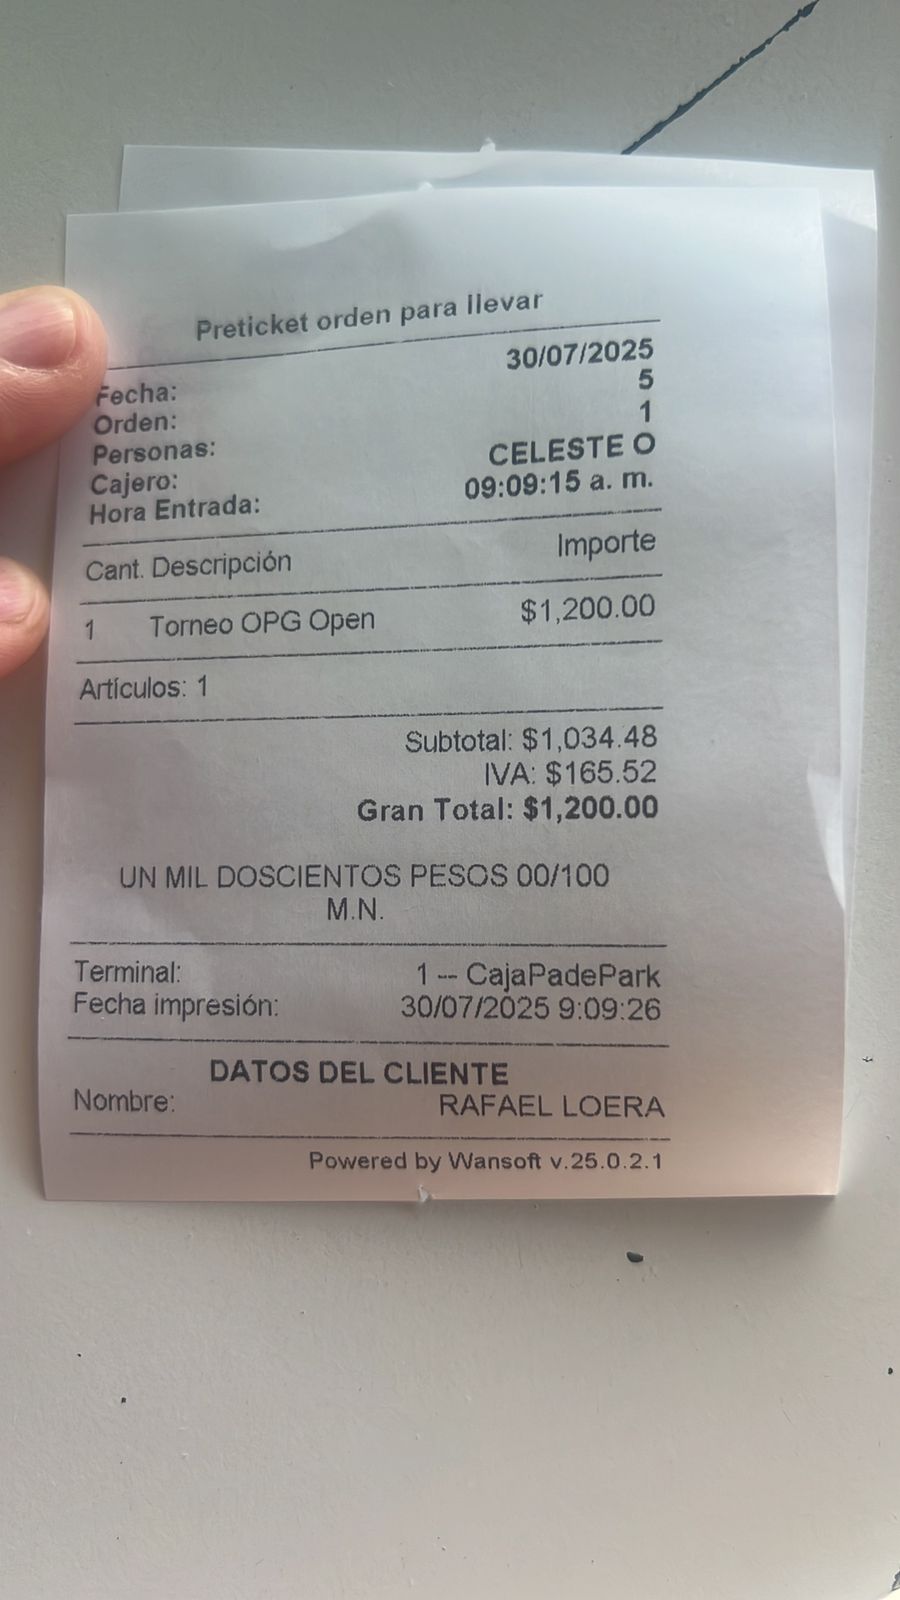 Preticket orden para llevar
Fecha: 30/07/2025
Orden: 5
Personas: 1
Cajero: CELESTE O
Hora Entrada: 09:09:15 a. m.
Cant. Descripción Importe
1 Torneo OPG Open $1,200.00
Artículos: 1
Subtotal: $1,034.48
IVA: $165.52
Gran Total: $1,200.00
UN MIL DOSCIENTOS PESOS 00/100
M.N.
Terminal: 1 -- CajaPadePark
Fecha impresión: 30/07/2025 9:09:26
DATOS DEL CLIENTE
Nombre: RAFAEL LOERA
Powered by Wansoft v.25.0.2.1